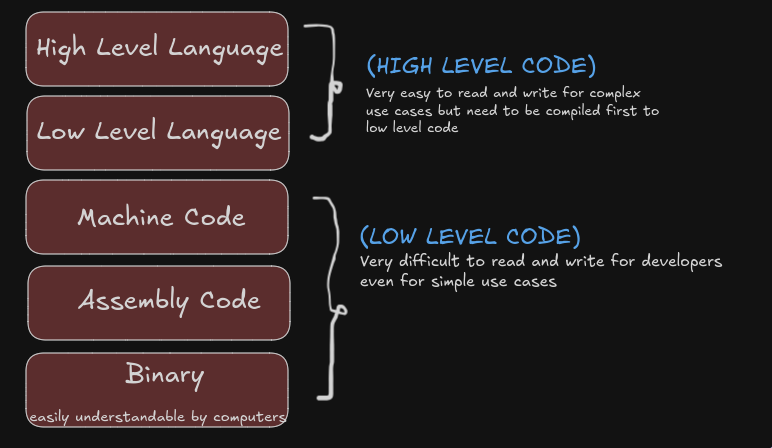 High Level Language
(HIGH LEVEL CODE)
Very easy to read and write for complex
use cases but need to be compiled first to
low level code
Low Level Language
Machine Code
(LOW LEVEL CODE)
Very difficult to read and write for developers
even for simple use cases
Assembly Code
Binary
easily understandable by computers